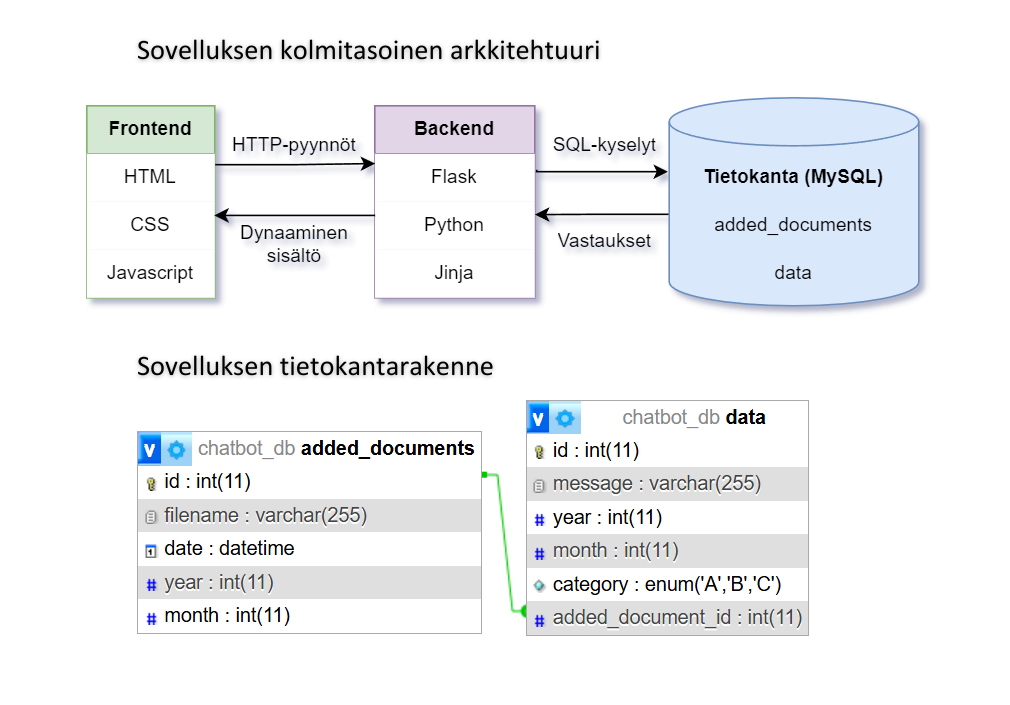 Sovelluksen kolmitasoinen arkkitehtuuri
Frontend
HTML
CSS
Javascript
HTTP-pyynnöt
Dynaaminen
sisältö
Backend
Flask
Python
Jinja
SQL-kyselyt
Vastaukset
Tietokanta (MySQL)
added_documents
data
Sovelluksen tietokantarakenne
v chatbot_db added_documents
id : int(11)
filename : varchar(255)
date : datetime
year : int(11)
month : int(11)
v chatbot_db data
id : int(11)
message : varchar(255)
year : int(11)
month : int(11)
category : enum('A','B','C')
added_document_id : int(11)